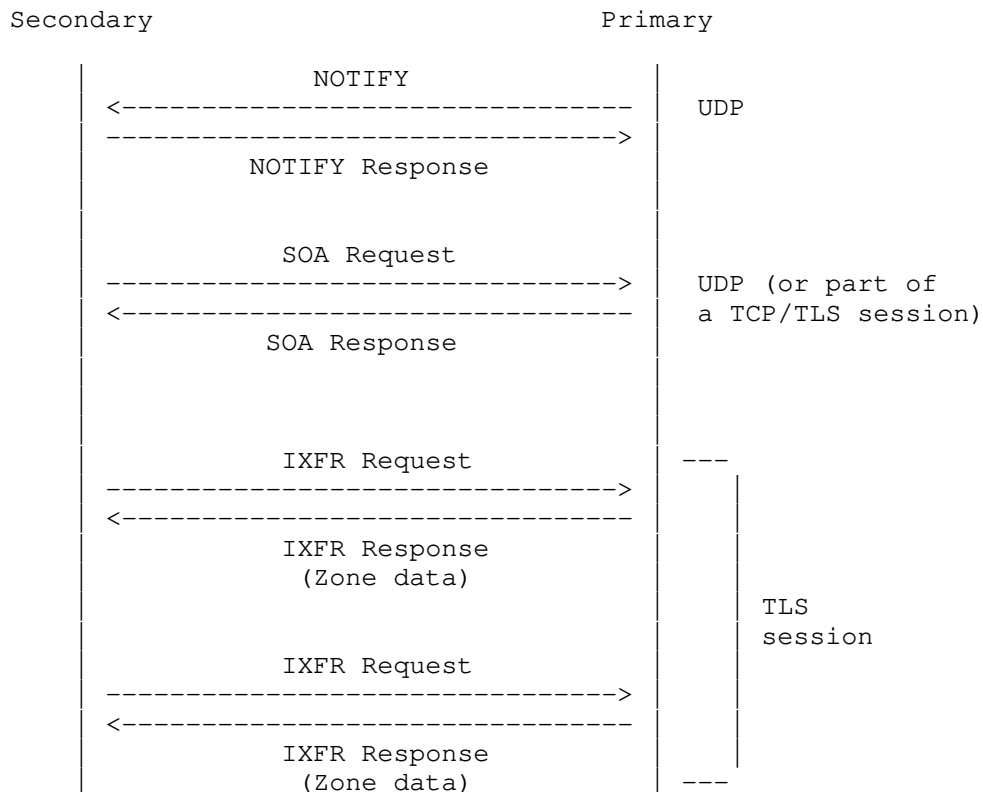 Secondary Primary
NOTIFY
UDP
NOTIFY Response
SOA Request
UDP (or part of
a TCP/TLS session)
SOA Response
IXFR Request
IXFR Response
(Zone data)
TLS
session
IXFR Request
IXFR Response
(Zone data)